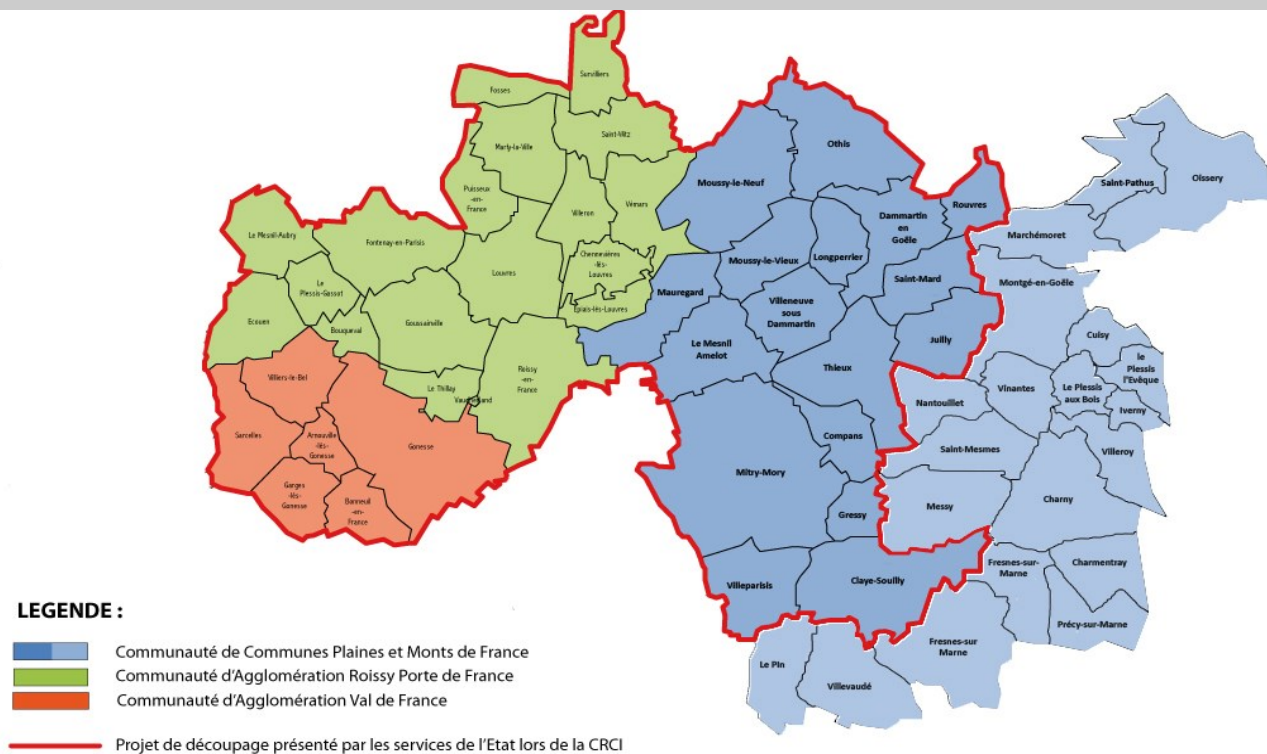 Survilliers
Fosses
Saint-Witz
Marly-la-Ville
Othis
Moussy-le-Neuf
Saint-Pathus
Oissery
Puiseux
-en-
France
Villeron
Vémars
Dammartin
en
Goële
Rouvres
Le Mesnil-Aubry
Fontenay-en-Parisis
Marchémoret
Chennevières
-lès-
Louvres
Moussy-le-Vieux
Longperrier
Louvres
Saint-Mard
Montgé-en-Goële
Le
Plessis-Gassot
Mauregard
Epiais-lès-Louvres
Villeneuve
sous
Dammartin
Ecouen
Bouqueval
Goussainville
Le Mesnil
Amelot
Juilly
Cuisy
le
Plessis
l'Evêque
Thieux
Roissy
-en-
France
Villiers-le-Bel
Le Thillay
Vaudherland
Nantouillet
Vinantes
Le Plessis
aux Bois
Iverny
Sarcelles
Arnouville
-lès-
Gonesse
Gonesse
Compans
Mitry-Mory
Saint-Mesmes
Villeroy
Garges
-lès-
Gonesse
Bonneuil
-en-
France
Messy
Charny
Gressy
Fresnes-sur-
Marne
Charmentray
Villeparisis
Claye-Souilly
Précy-sur-Marne
Fresnes-sur
Marne
Le Pin
Villevaudé
LEGENDE :
Communauté de Communes Plaines et Monts de France
Communauté d'Agglomération Roissy Porte de France
Communauté d'Agglomération Val de France
Projet de découpage présenté par les services de l'Etat lors de la CRCI